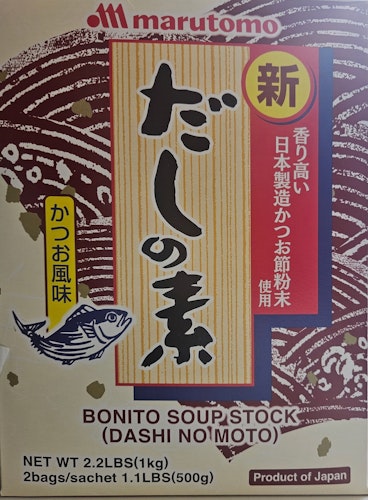 marutomo
新
だしの素
香り高い
日本製造かつお節粉末
使用
かつお風味
BONITO SOUP STOCK
(DASHI NO MOTO)
NET WT 2.2LBS(1kg)
2bags/sachet 1.1LBS(500g)
Product of Japan